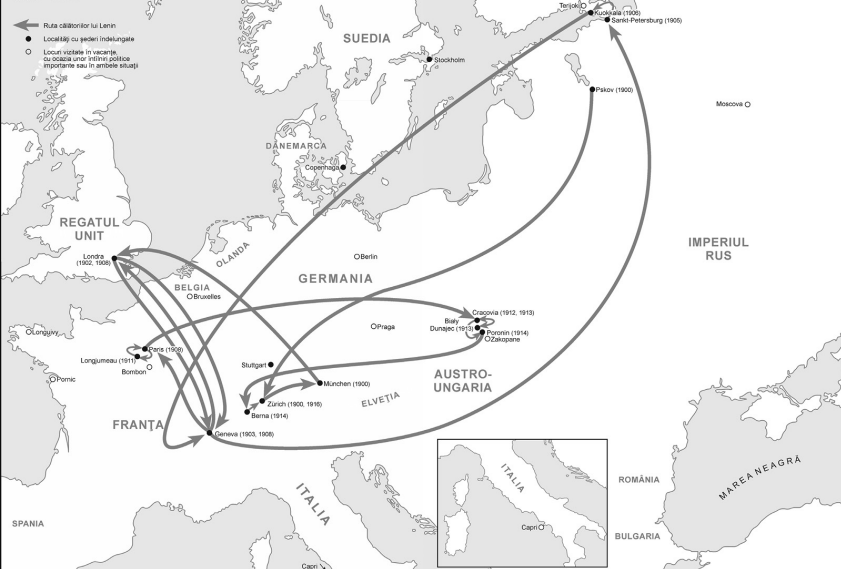 Ruta călătoriilor lui Lenin
Localități cu șederi îndelungate
Locuri vizitate în vacanțe,
cu ocazia unor întîlniri politice
importante sau în ambele situații
Terijoki
Kuokkala (1906)
Sankt-Petersburg (1905)
SUEDIA
Stockholm
Pskov (1900)
Moscova
DANEMARCA
Copenhaga
REGATUL
UNIT
OLANDA
IMPERIUL
RUS
Londra
(1902, 1908)
Berlin
GERMANIA
BELGIA
Bruxelles
Cracovia (1912, 1913)
Biały
Dunajec (1913)
Poronin (1914)
Zakopane
Praga
Longuivy
Paris (1908)
Longjumeau (1911)
Bombon
Stuttgart
Pornic
München (1900)
AUSTRO-
UNGARIA
ELVEȚIA
Zürich (1900, 1916)
Berna (1914)
FRANȚA
Geneva (1903, 1908)
ITALIA
ITALIA
Capri
ROMÂNIA
MAREA NEAGRĂ
SPANIA
BULGARIA
Capri